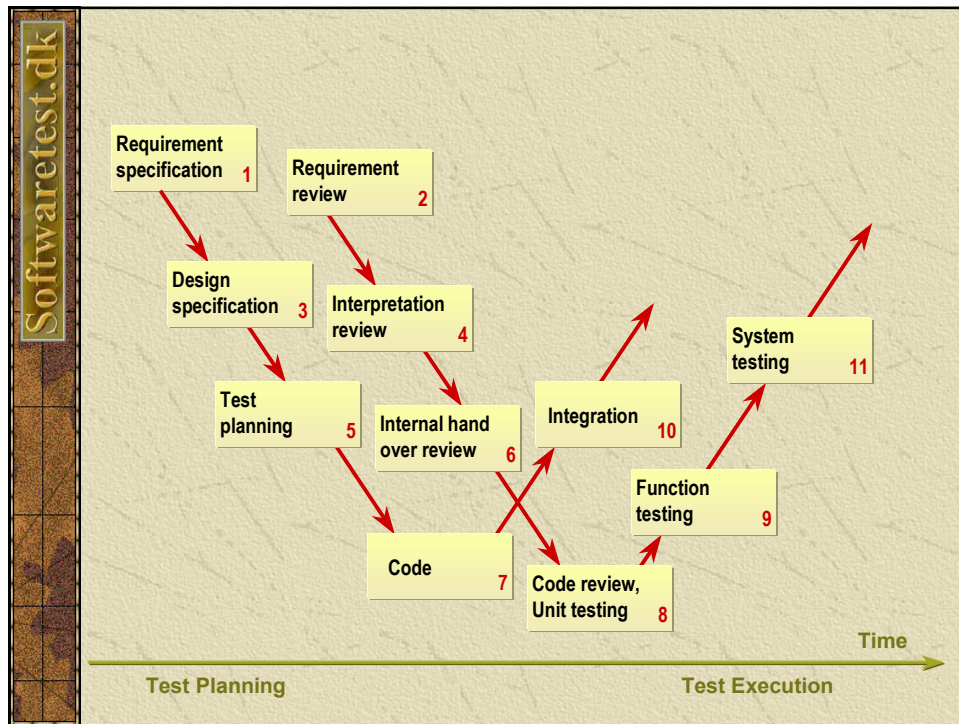 Softwaretest.dk
Requirement
specification 1
Requirement
review 2
Design
specification 3
Interpretation
review 4
Test
planning 5
Internal hand
over review 6
Code 7
Code review,
Unit testing 8
Function
testing 9
Integration 10
System
testing 11
Time
Test Planning
Test Execution